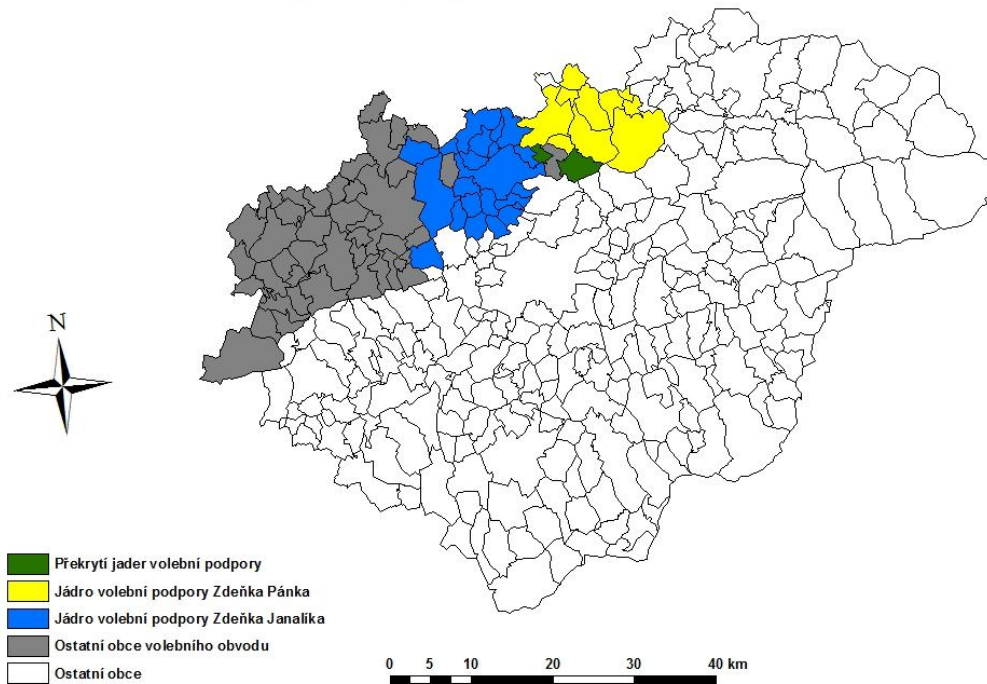 N
Překrytí jader volební podpory
Jádro volební podpory Zdeňka Pánka
Jádro volební podpory Zdeňka Janalíka
Ostatní obce volebního obvodu
Ostatní obce
0 5 10 20 30 40 km